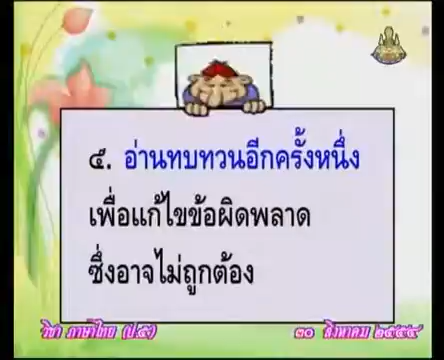 ๕. อ่านทบทวนอีกครั้งหนึ่ง
เพื่อแก้ไขข้อผิดพลาด
ซึ่งอาจไม่ถูกต้อง
วิชา ภาษาไทย (ป.๕)
๓๐ สิงหาคม ๒๕๕๔